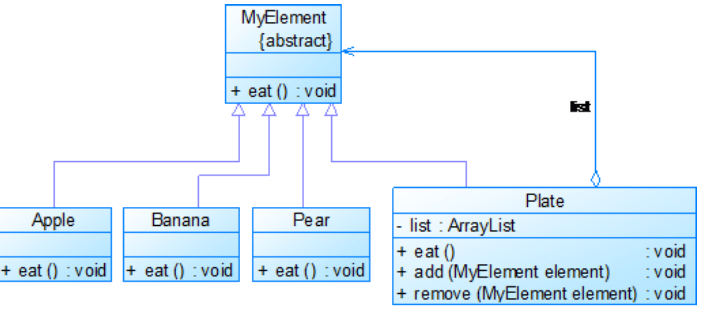 MyElement
{abstract}
+ eat () : void
list
Apple
+ eat () : void
Banana
+ eat () : void
Pear
+ eat () : void
Plate
- list : ArrayList
+ eat () : void
+ add (MyElement element) : void
+ remove (MyElement element) : void